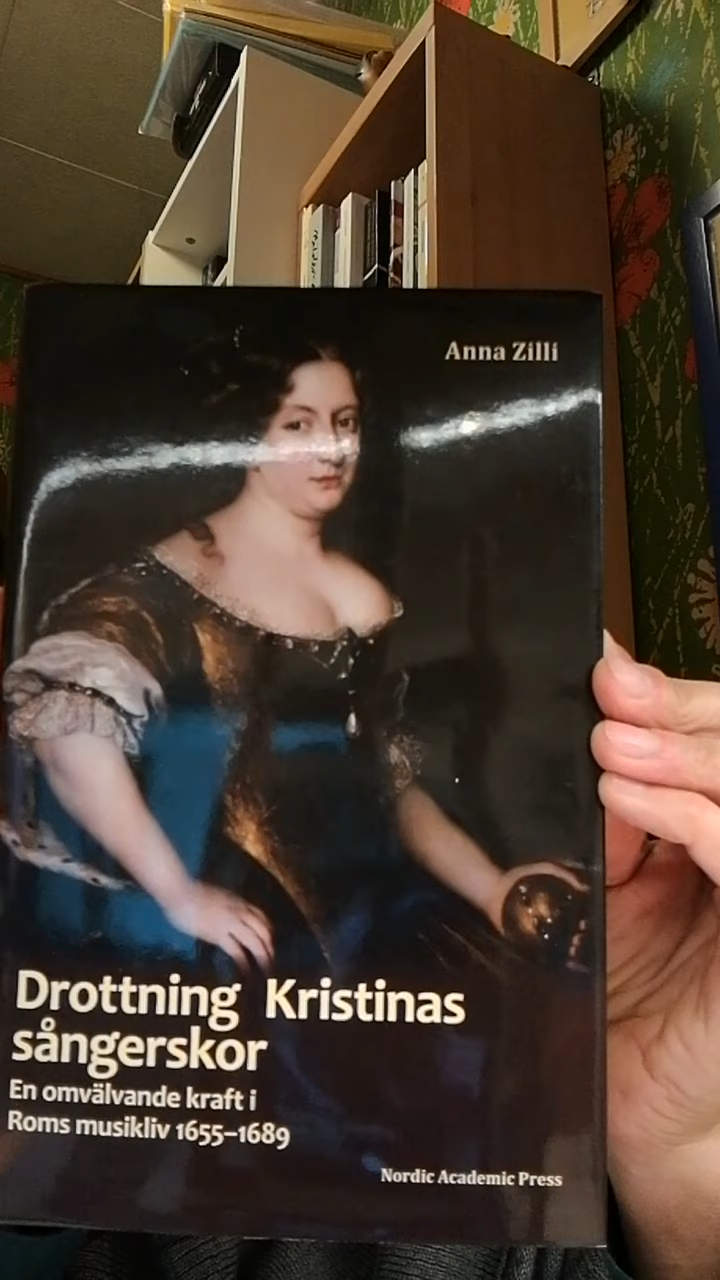 Anna Zilli
Drottning Kristinas
sångerskor
En omvälvande kraft i
Roms musikliv 1655–1689
Nordic Academic Press